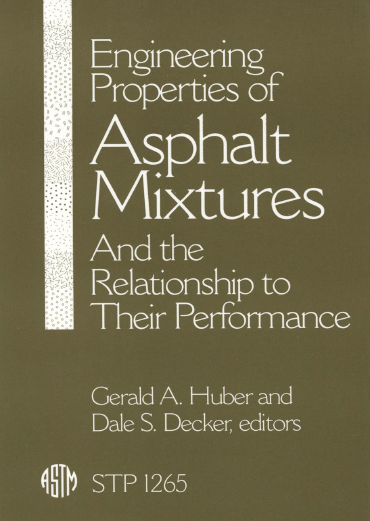 Engineering
Properties of
Asphalt
Mixtures
And the
Relationship to
Their Performance
Gerald A. Huber and
Dale S. Decker, editors
ASTM STP 1265